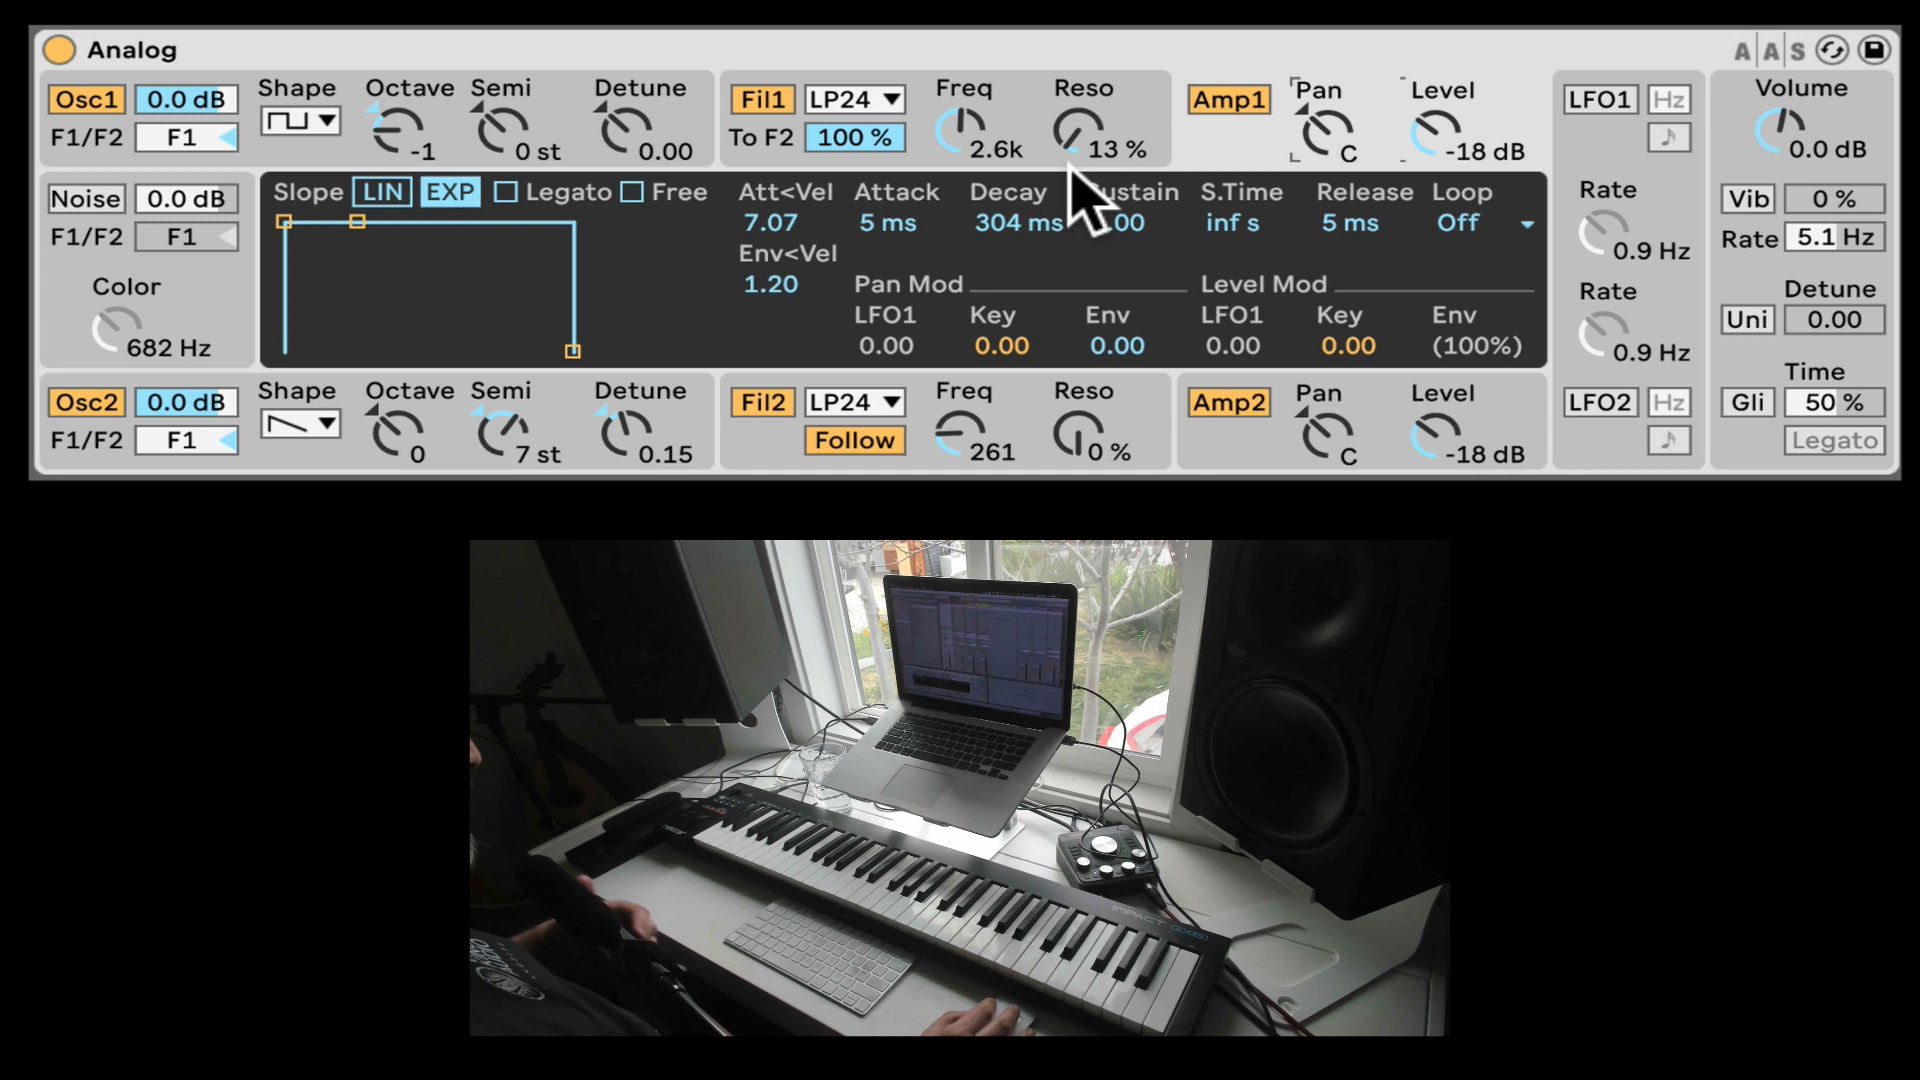 Analog
A A S
Osc1 0.0 dB Shape Octave Semi Detune Fil1 LP24 Freq Reso Amp1 Pan Level LFO1 Hz Volume
F1/F2 F1 -1 0 st 0.00 To F2 100 % 2.6k 13 % C -18 dB 0.0 dB
Noise 0.0 dB Slope LIN EXP Legato Free Att<Vel Attack Decay ustain S.Time Release Loop Rate Vib 0 %
F1/F2 F1 7.07 5 ms 304 ms .00 inf s 5 ms Off 0.9 Hz Rate 5.1 Hz
Env<Vel
Color 1.20 Pan Mod Level Mod Rate Detune
LFO1 Key Env LFO1 Key Env Uni 0.00
682 Hz 0.00 0.00 0.00 0.00 0.00 (100%) 0.9 Hz
Time
Osc2 0.0 dB Shape Octave Semi Detune Fil2 LP24 Freq Reso Amp2 Pan Level LFO2 Hz Gli 50 %
F1/F2 F1 0 7 st 0.15 Follow 261 0 % C -18 dB Legato
IMPACT GX61